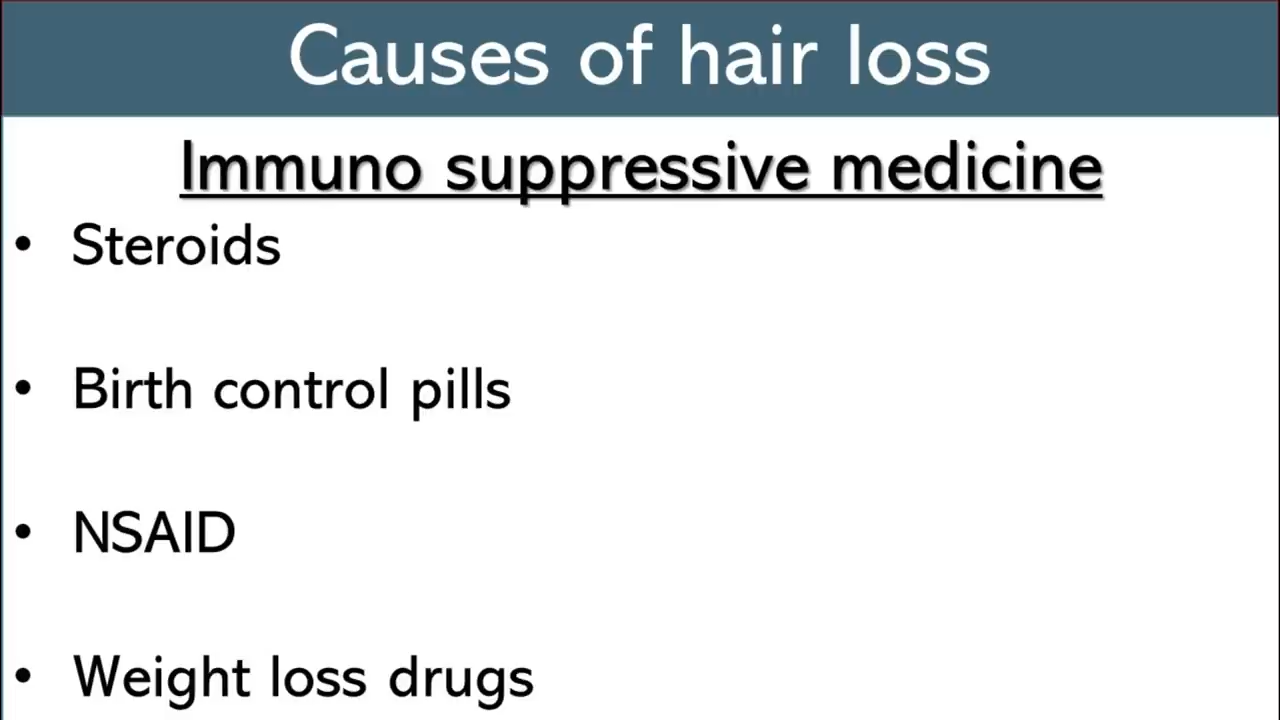 Causes of hair loss
Immuno suppressive medicine
• Steroids
• Birth control pills
• NSAID
• Weight loss drugs